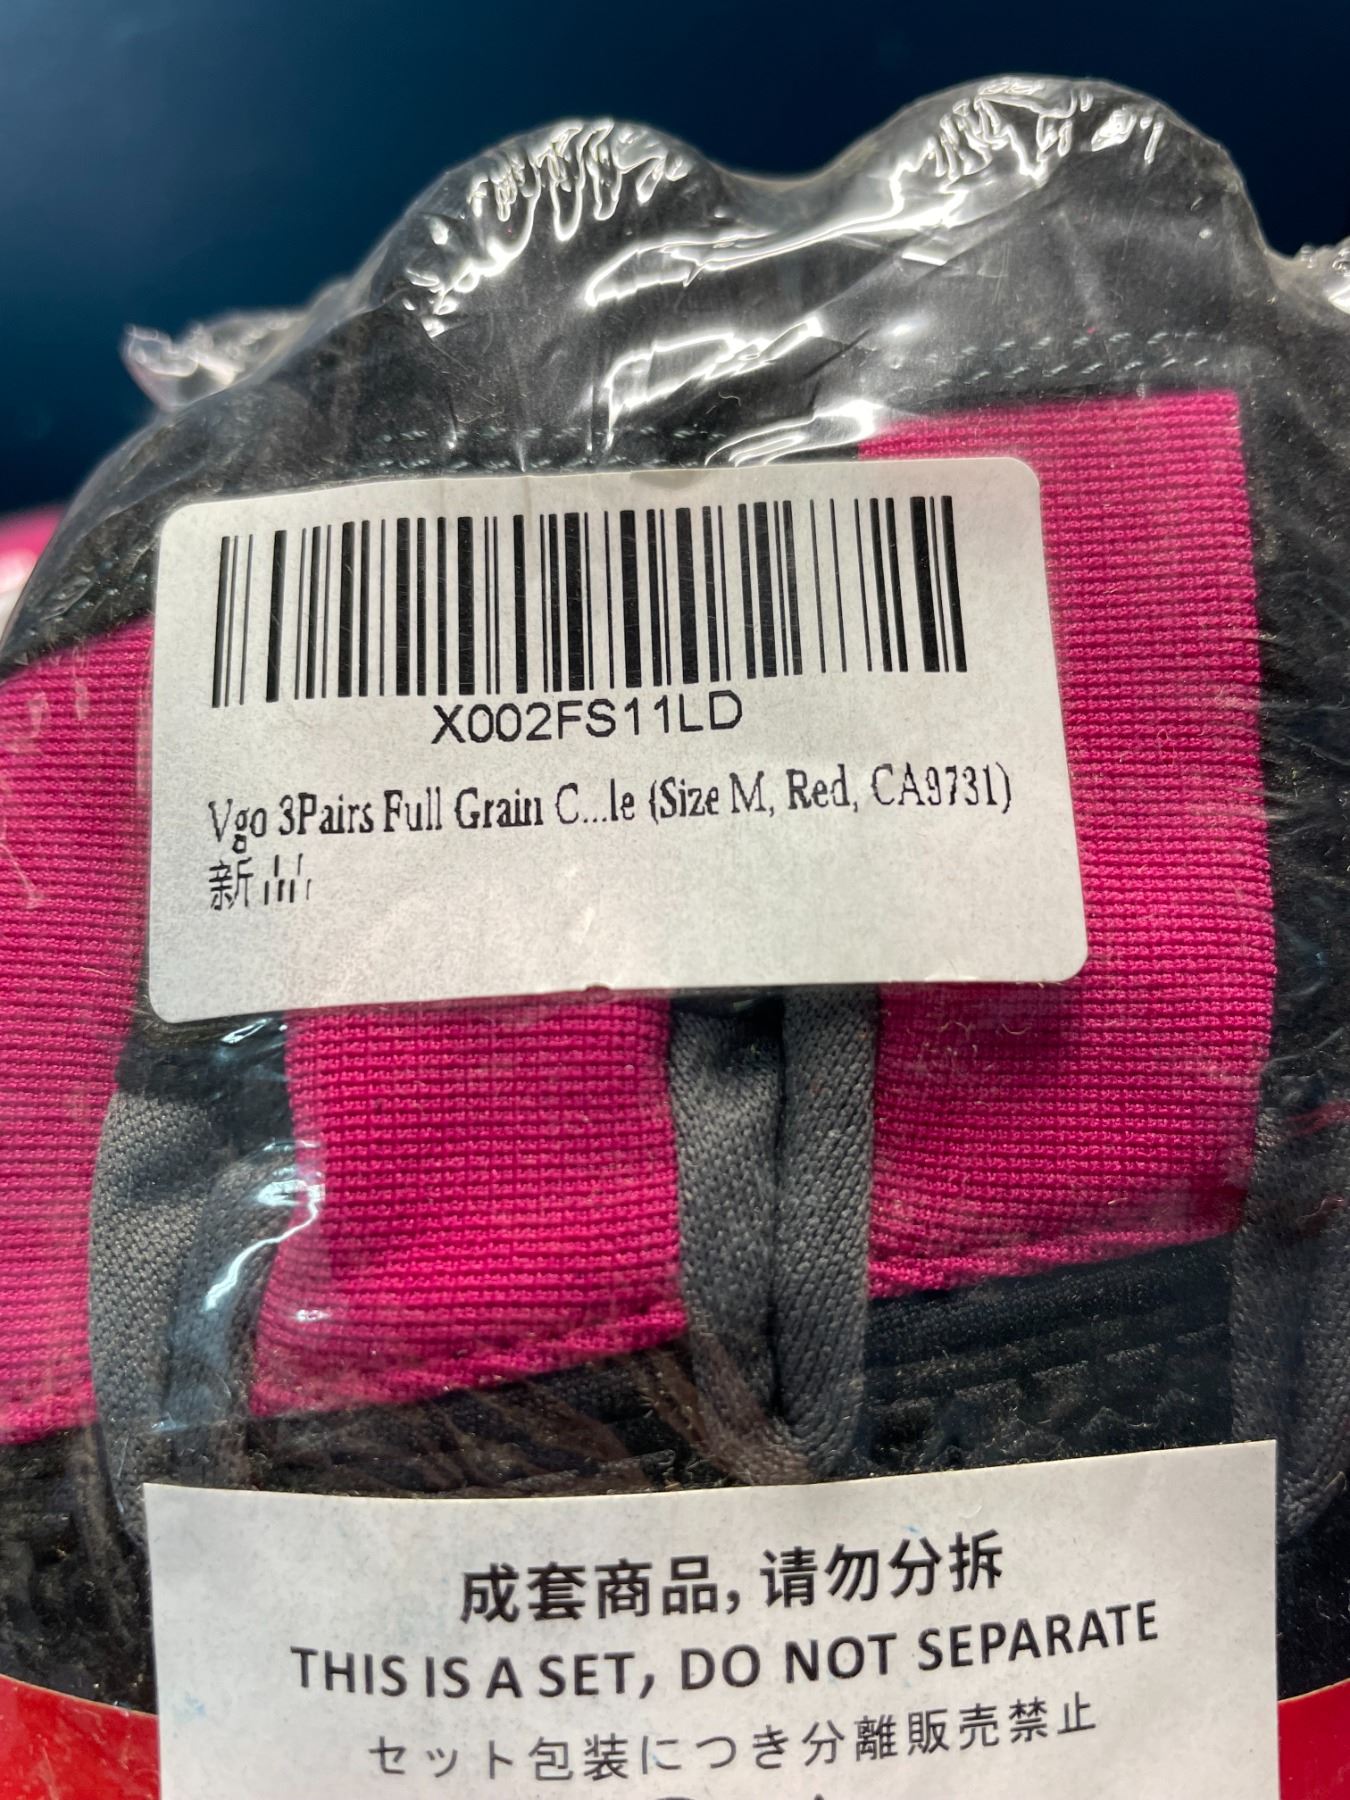 X002FS11LD
Vgo 3Pairs Full Grain C...le (Size M, Red, CA9731)
新品
成套商品,请勿分拆
THIS IS A SET, DO NOT SEPARATE
セット包装につき分離販売禁止